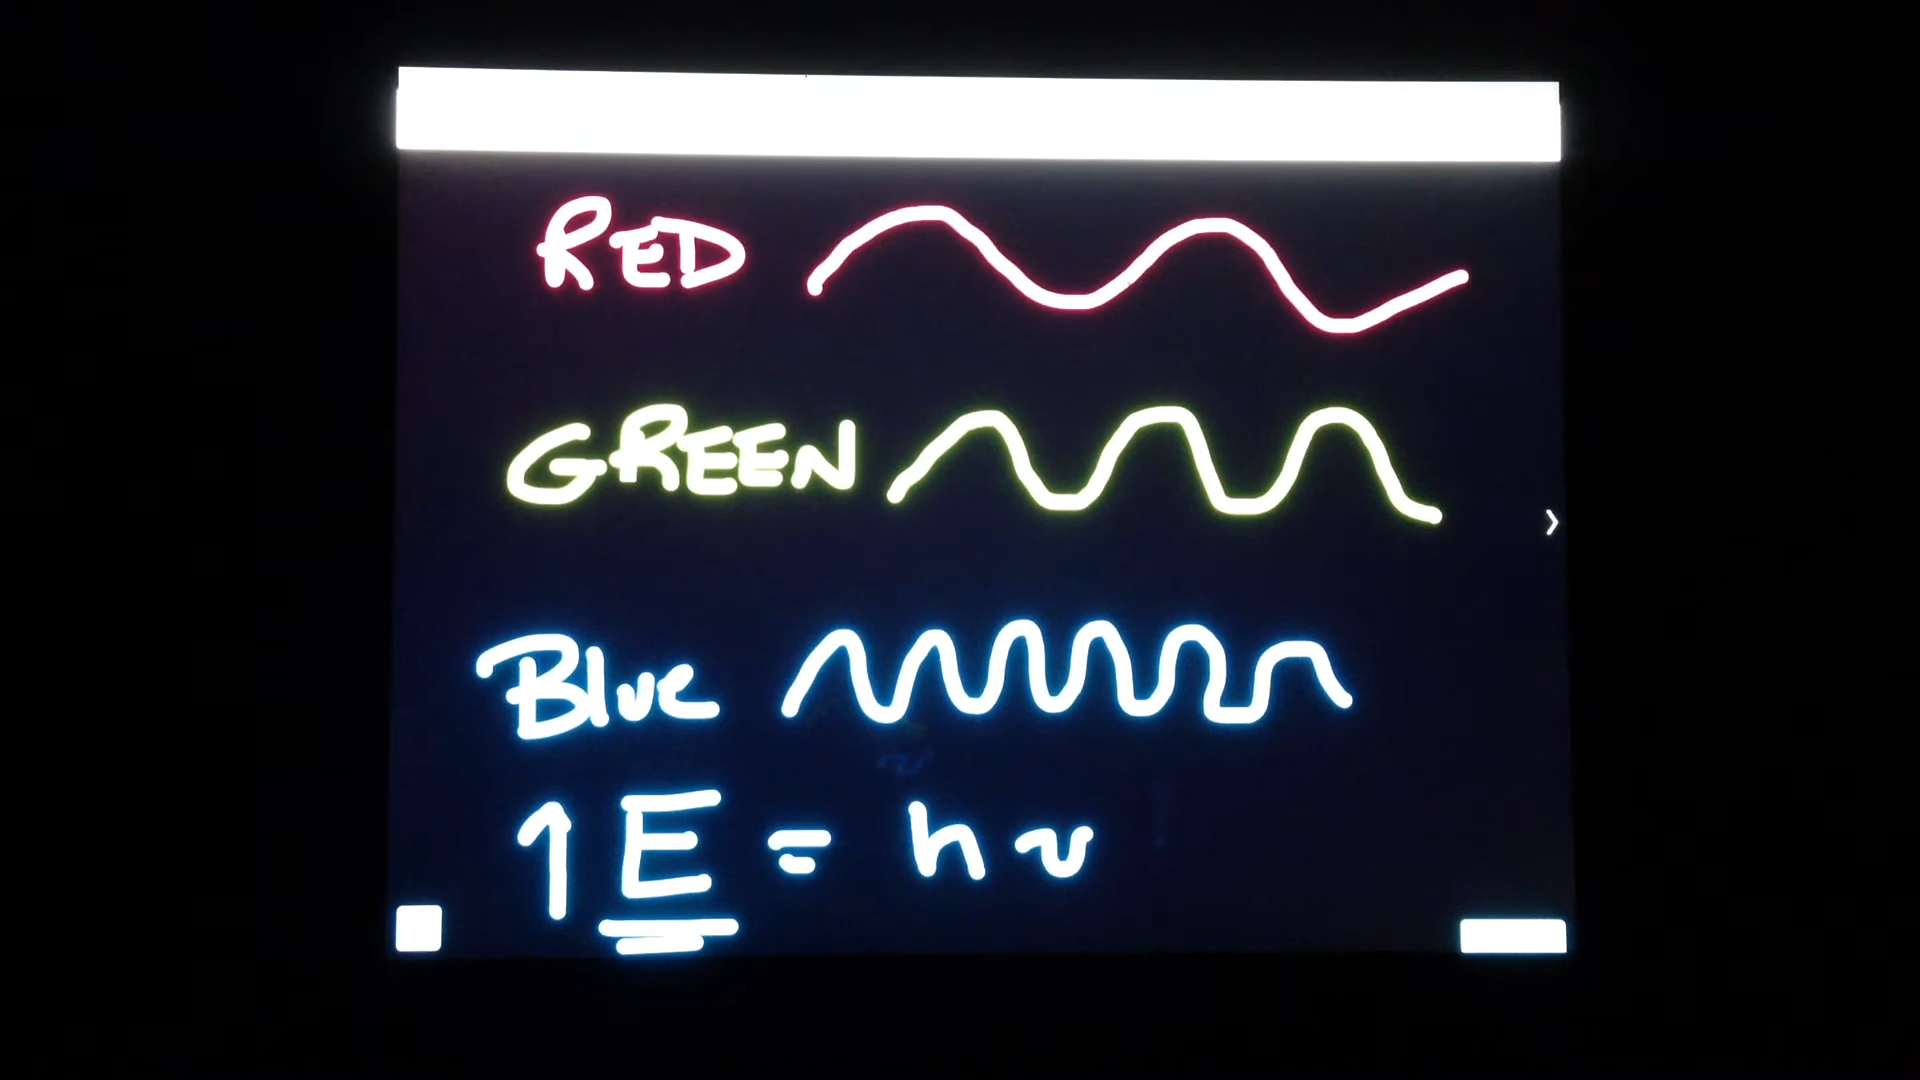 RED
GREEN
Blue
↑ E = hν